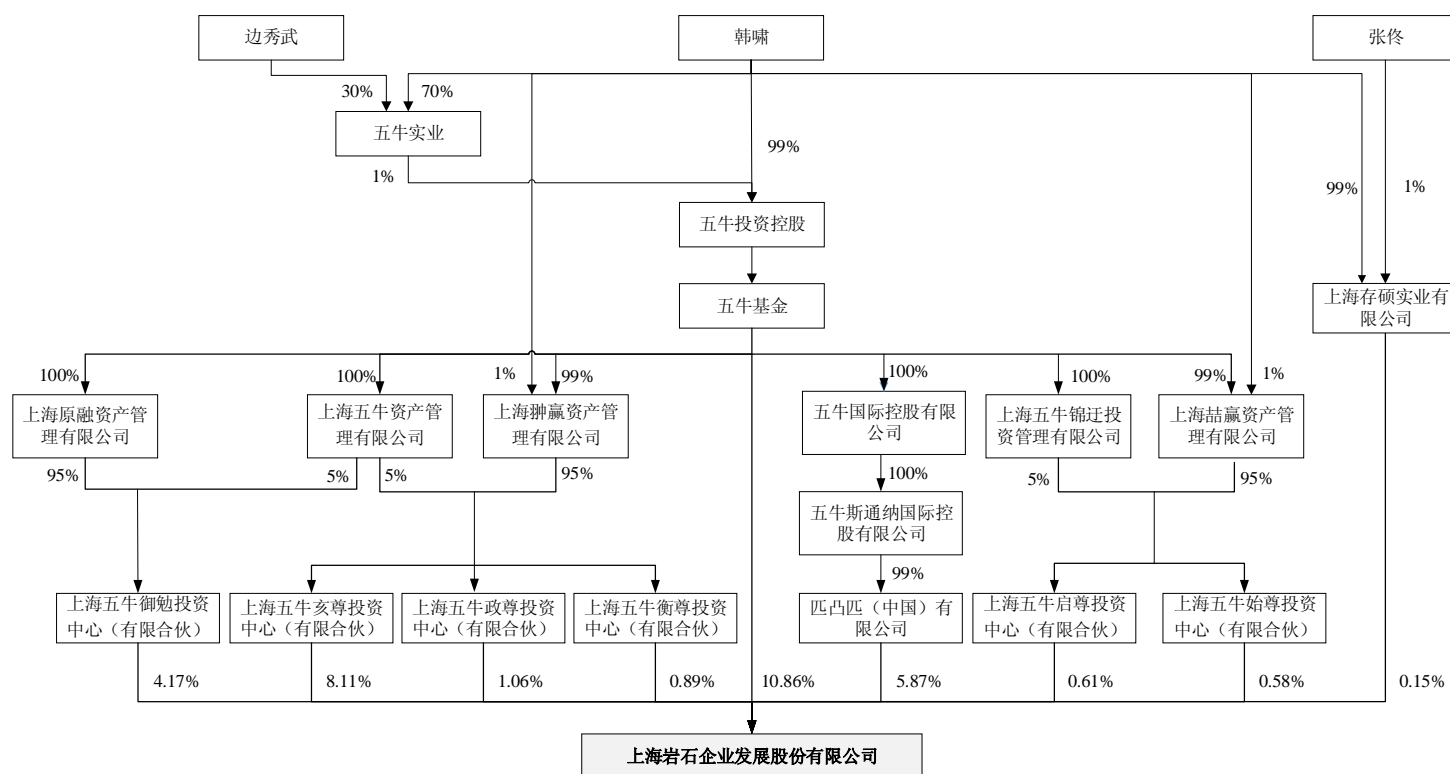 边秀武
韩啸
张佟
30%
70%
五牛实业
99%
1%
99%
1%
五牛投资控股
五牛基金
上海存硕实业有
限公司
100%
100%
1%
99%
100%
100%
99%
1%
上海原融资产管
理有限公司
上海五牛资产管
理有限公司
上海翀赢资产管
理有限公司
五牛国际控股有限
公司
上海五牛锦迂投
资管理有限公司
上海喆赢资产管
理有限公司
95%
5%
5%
95%
100%
5%
95%
五牛斯通纳国际控
股有限公司
99%
上海五牛御勉投资
中心（有限合伙）
上海五牛亥尊投资
中心（有限合伙）
上海五牛政尊投资
中心（有限合伙）
上海五牛衡尊投资
中心（有限合伙）
匹凸匹（中国）有
限公司
上海五牛启尊投资
中心（有限合伙）
上海五牛始尊投资
中心（有限合伙）
4.17%
8.11%
1.06%
0.89%
10.86%
5.87%
0.61%
0.58%
0.15%
上海岩石企业发展股份有限公司